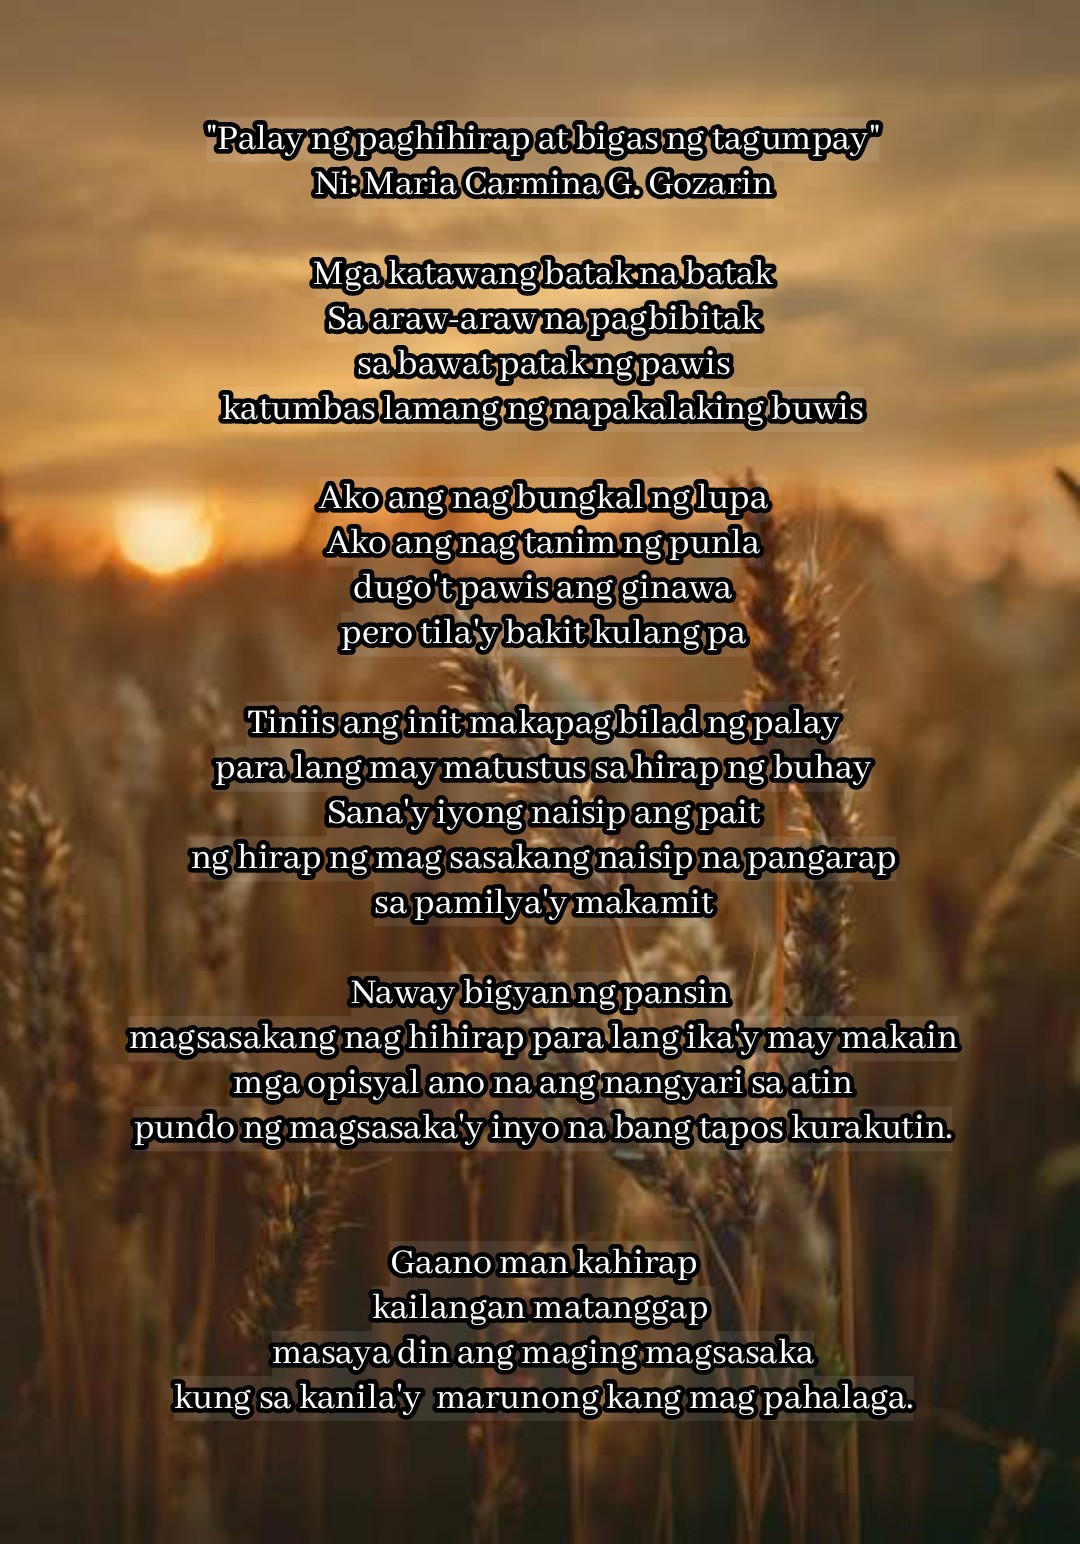 "Palay ng paghihirap at bigas ng tagumpay"
Ni: Maria Carmina G. Gozarin
Mga katawang batak na batak
Sa araw-araw na pagbibitak
sa bawat patak ng pawis
katumbas lamang ng napakalaking buwis
Ako ang nag bungkal ng lupa
Ako ang nag tanim ng punla
dugo't pawis ang ginawa
pero tila'y bakit kulang pa
Tiniis ang init makapag bilad ng palay
para lang may matustus sa hirap ng buhay
Sana'y iyong naisip ang pait
ng hirap ng mag sasakang naisip na pangarap
sa pamilya'y makamit
Naway bigyan ng pansin
magsasakang nag hihirap para lang ika'y may makain
mga opisyal ano na ang nangyari sa atin
pundo ng magsasaka'y inyo na bang tapos kurakutin.
Gaano man kahirap
kailangan matanggap
masaya din ang maging magsasaka
kung sa kanila'y  marunong kang mag pahalaga.